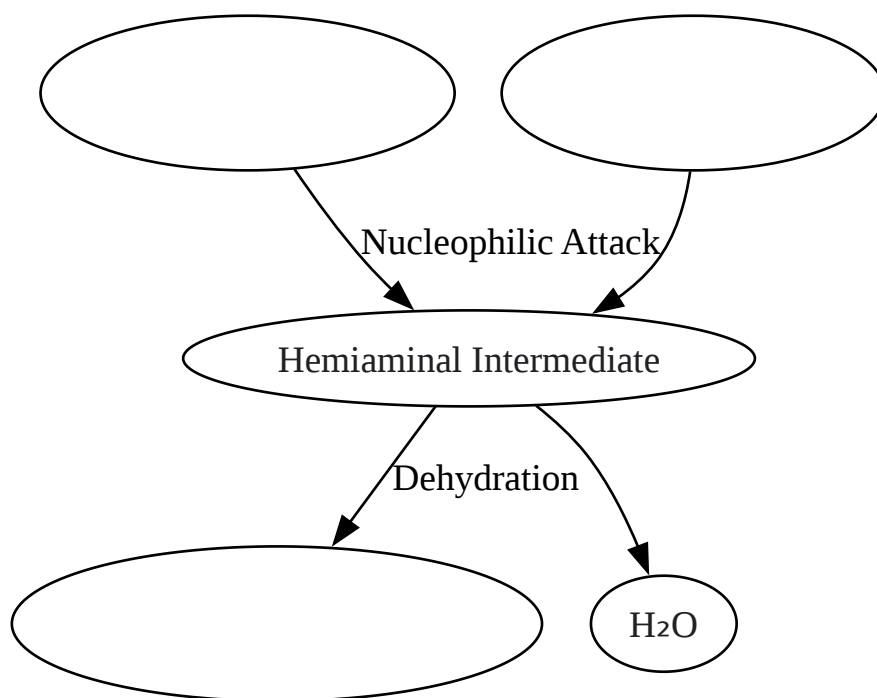 Nucleophilic Attack
Hemiaminal Intermediate
Dehydration
H₂O